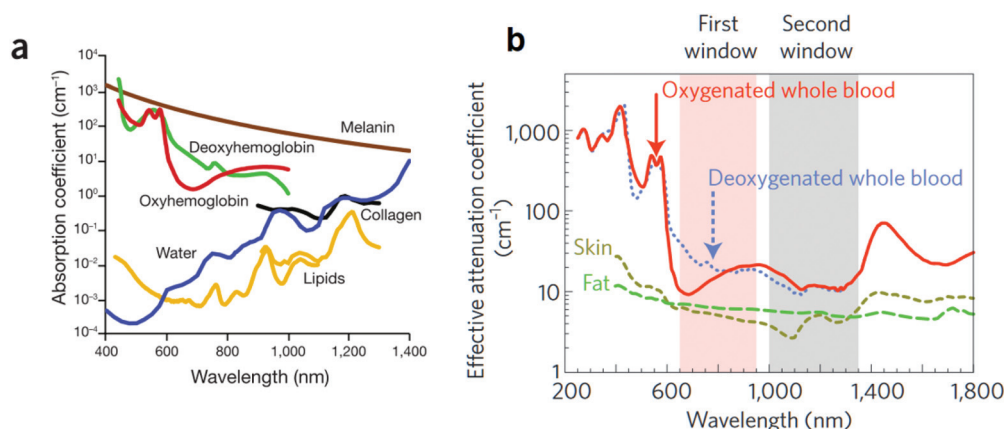 a
Absorption coefficient (cm⁻¹)
10⁴
10³
10²
10¹
10⁰
10⁻¹
10⁻²
10⁻³
10⁻⁴
Melanin
Deoxyhemoglobin
Oxyhemoglobin
Collagen
Water
Lipids
400 600 800 1,000 1,200 1,400
Wavelength (nm)
b
First window
Second window
Effective attenuation coefficient (cm⁻¹)
1,000
100
10
1
Oxygenated whole blood
Deoxygenated whole blood
Skin
Fat
200 600 1,000 1,400 1,800
Wavelength (nm)